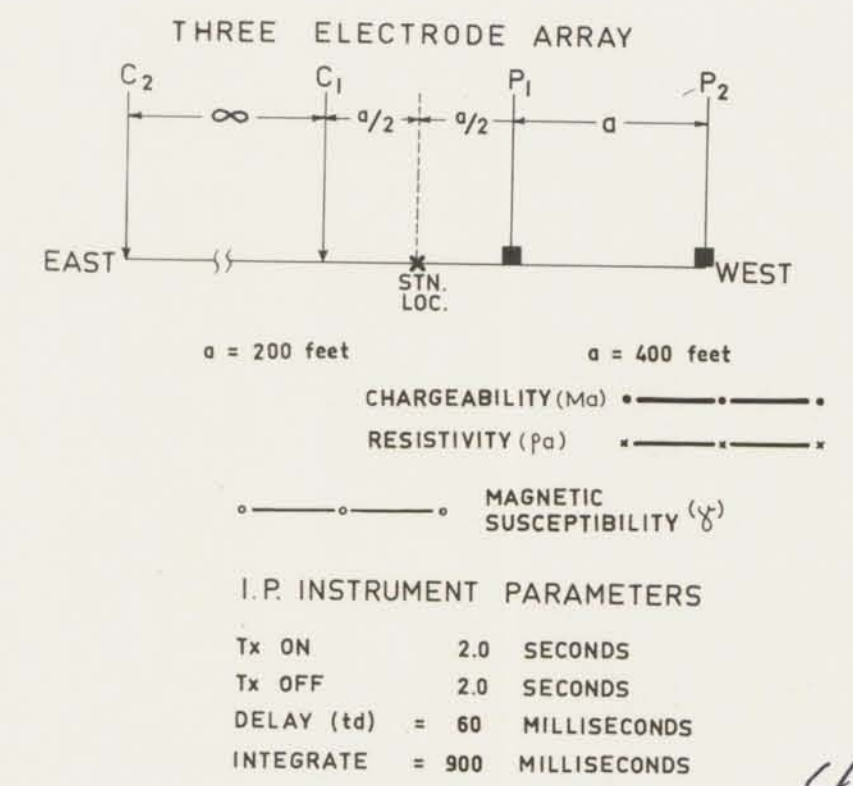 THREE ELECTRODE ARRAY
C2 C1 P1 P2
∞ a/2 a/2 a
EAST WEST
STN.
LOC.
a = 200 feet a = 400 feet
CHARGEABILITY (Ma)
RESISTIVITY (ρa)
MAGNETIC
SUSCEPTIBILITY (γ)
I.P. INSTRUMENT PARAMETERS
Tx ON 2.0 SECONDS
Tx OFF 2.0 SECONDS
DELAY (td) = 60 MILLISECONDS
INTEGRATE = 900 MILLISECONDS